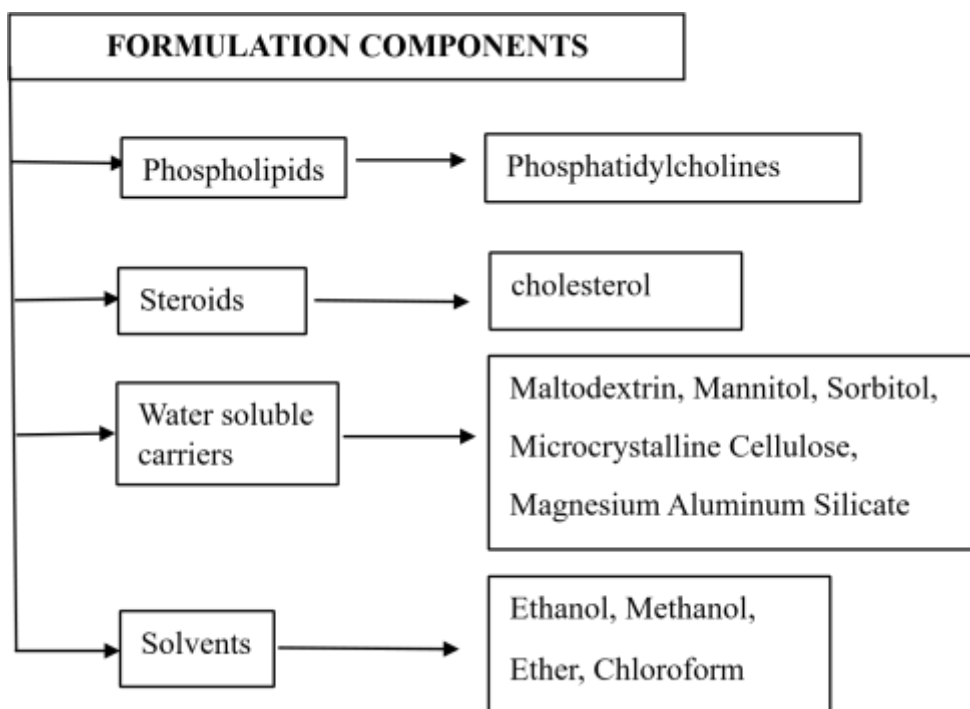 FORMULATION COMPONENTS
Phospholipids
Phosphatidylcholines
Steroids
cholesterol
Water soluble
carriers
Maltodextrin, Mannitol, Sorbitol,
Microcrystalline Cellulose,
Magnesium Aluminum Silicate
Solvents
Ethanol, Methanol,
Ether, Chloroform